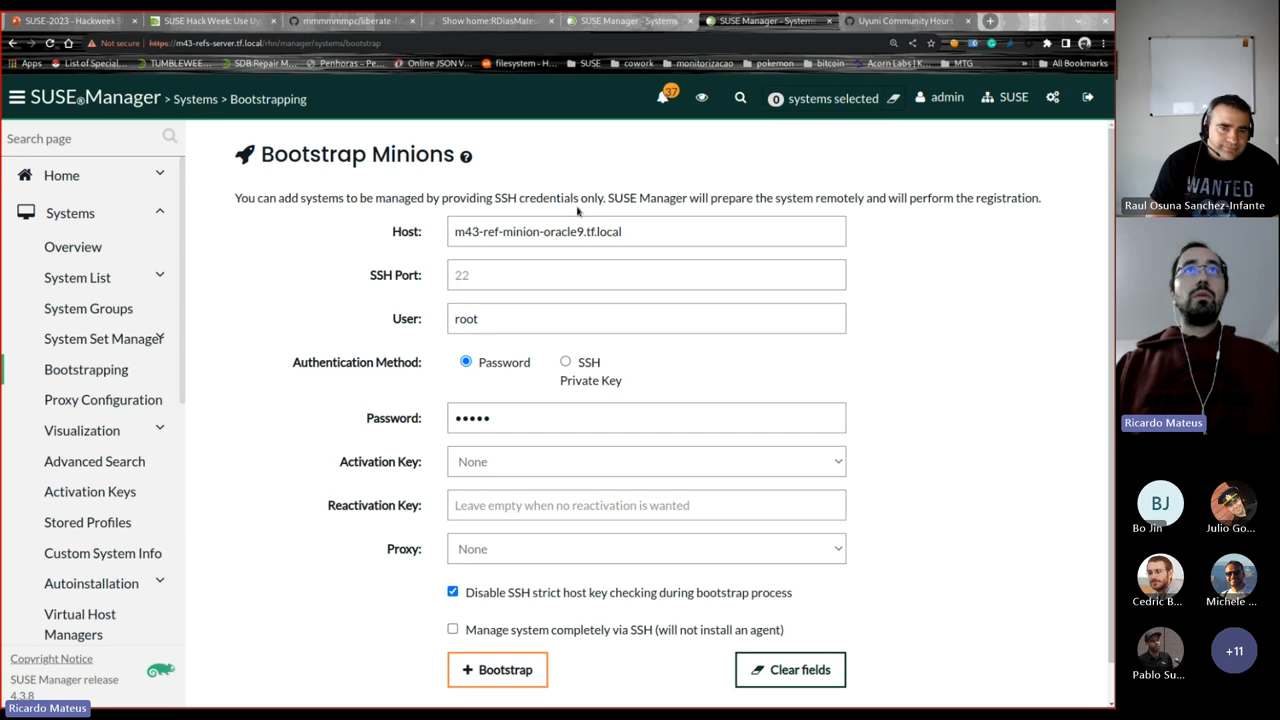 SUSE-2023 - Hackweek S
SUSE Hack Week: Use Uy
mmmmmmpc/liberate-f
Show home:RDiasMate
SUSE Manager - Systems
SUSE Manager - System
Uyuni Community Hours
Not secure
https://m43-refs-server.tf.local/rhn/manager/systems/bootstrap
Apps
List of Special...
TUMBLEWEE...
SDB:Repair M...
Penhoras – Pe...
Online JSON V...
filesystem - H...
SUSE
cowork
monitorizacao
pokemon
bitcoin
Acorn Labs | K...
MTG
»
All Bookmarks
SUSE®Manager > Systems > Bootstrapping
37
0 systems selected
admin
SUSE
Search page
Home
Systems
Overview
System List
System Groups
System Set Manager
Bootstrapping
Proxy Configuration
Visualization
Advanced Search
Activation Keys
Stored Profiles
Custom System Info
Autoinstallation
Virtual Host
Managers
Copyright Notice
SUSE Manager release
4.3.8
Ricardo Mateus
Bootstrap Minions
You can add systems to be managed by providing SSH credentials only. SUSE Manager will prepare the system remotely and will perform the registration.
Host:
m43-ref-minion-oracle9.tf.local
SSH Port:
22
User:
root
Authentication Method:
Password
SSH
Private Key
Password:
•••••
Activation Key:
None
Reactivation Key:
Leave empty when no reactivation is wanted
Proxy:
None
Disable SSH strict host key checking during bootstrap process
Manage system completely via SSH (will not install an agent)
+ Bootstrap
Clear fields
WANTED
Raul Osuna Sanchez-Infante
Ricardo Mateus
BJ
Bo Jin
Julio Go...
Cedric B...
Michele ...
Pablo Su...
+11